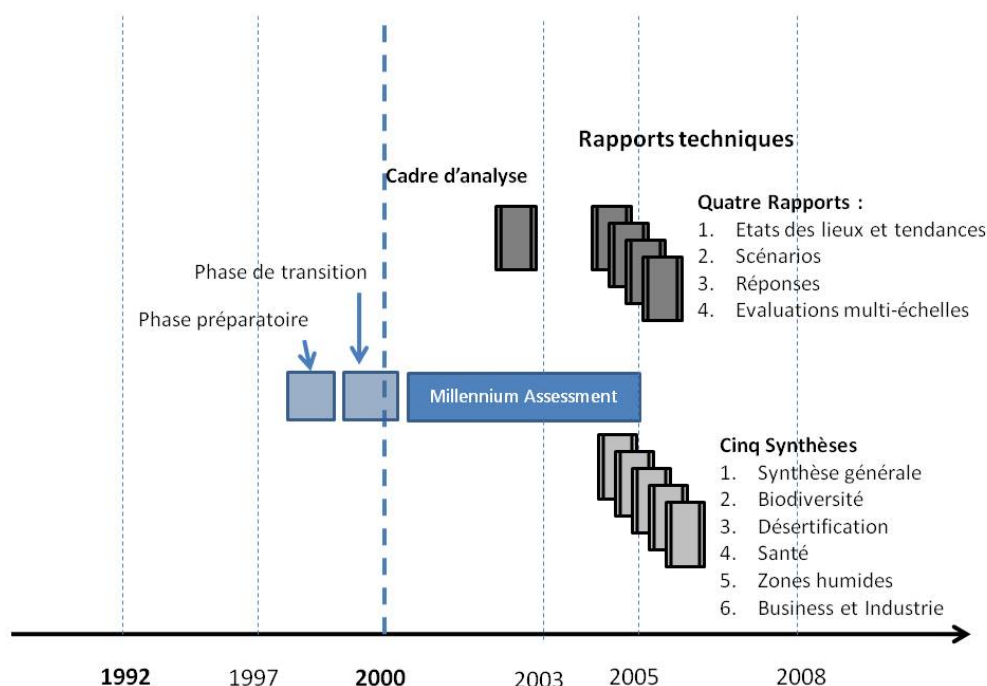 Rapports techniques
Cadre d'analyse
Quatre Rapports :
1. Etats des lieux et tendances
2. Scénarios
3. Réponses
4. Evaluations multi-échelles
Phase de transition
Phase préparatoire
Millennium Assessment
Cinq Synthèses
1. Synthèse générale
2. Biodiversité
3. Désertification
4. Santé
5. Zones humides
6. Business et Industrie
1992 1997 2000 2003 2005 2008